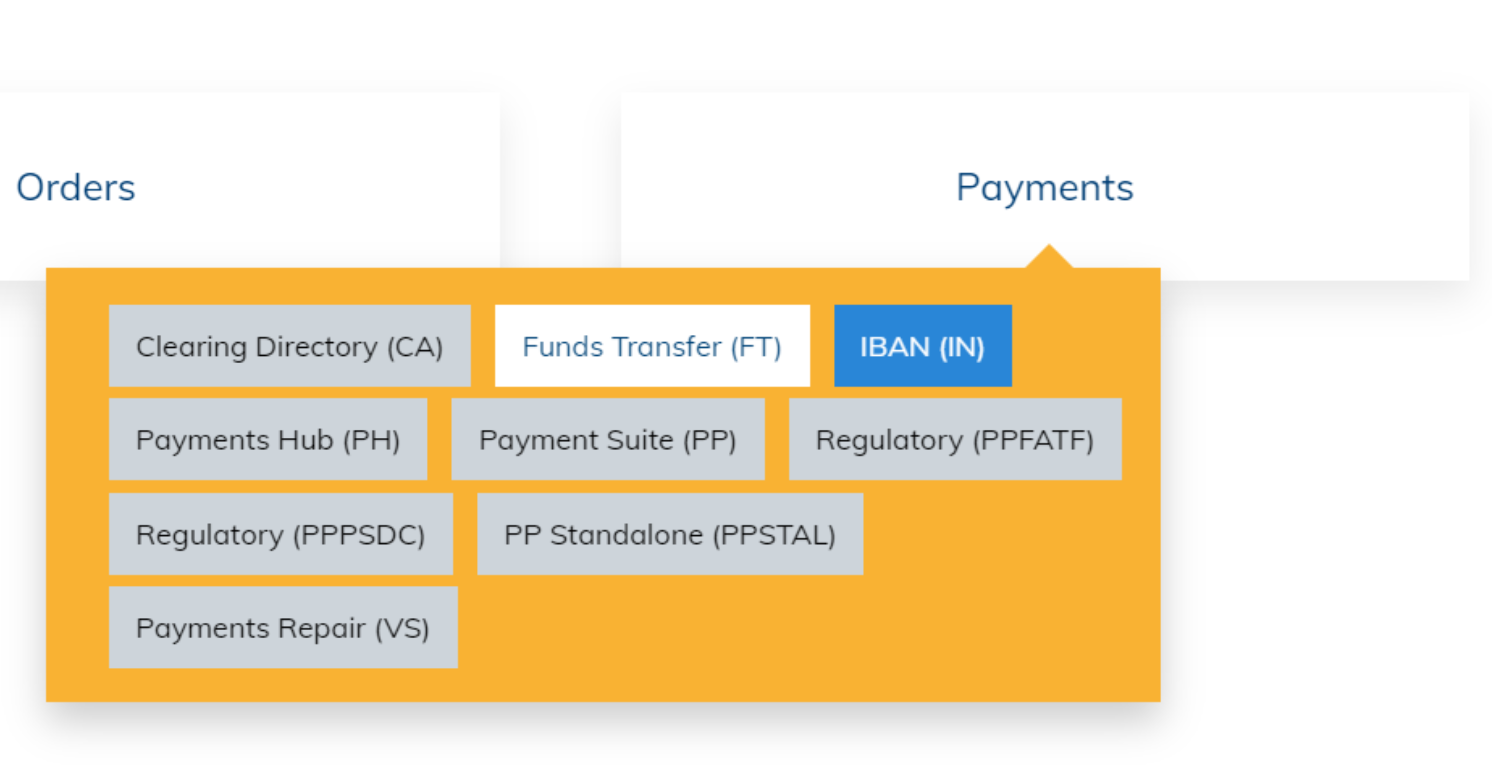 Orders
Payments
Clearing Directory (CA)
Funds Transfer (FT)
IBAN (IN)
Payments Hub (PH)
Payment Suite (PP)
Regulatory (PPFATF)
Regulatory (PPPSDC)
PP Standalone (PPSTAL)
Payments Repair (VS)